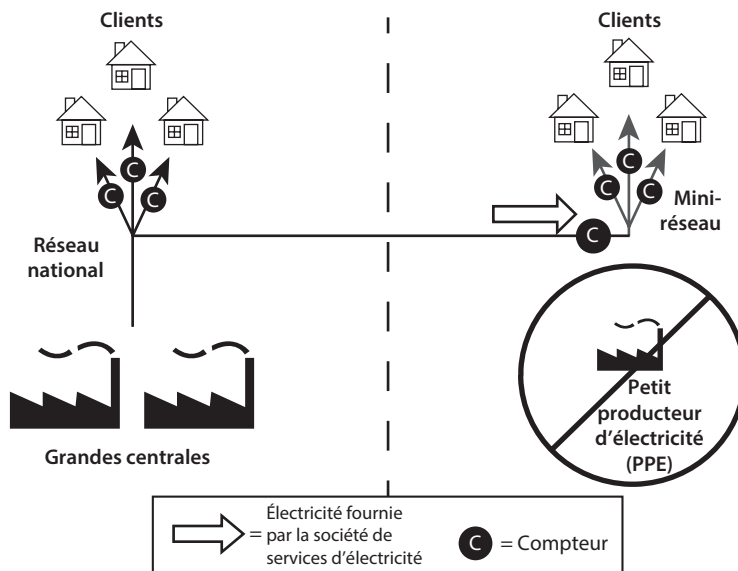 Clients
Clients
C
C
C
C
C
C
Mini-
réseau
C
Réseau
national
Grandes centrales
Petit
producteur
d'électricité
(PPE)
Électricité fournie
= par la société de
services d'électricité
C = Compteur